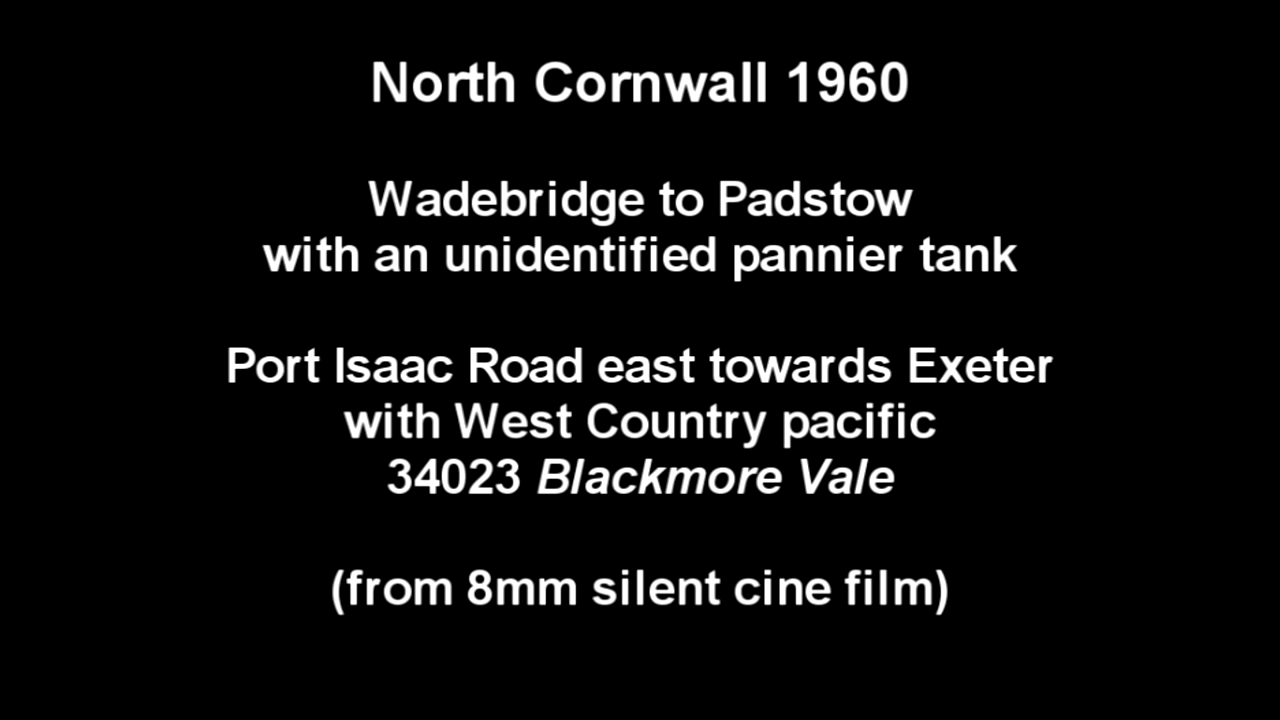 North Cornwall 1960
Wadebridge to Padstow
with an unidentified pannier tank
Port Isaac Road east towards Exeter
with West Country pacific
34023 Blackmore Vale
(from 8mm silent cine film)